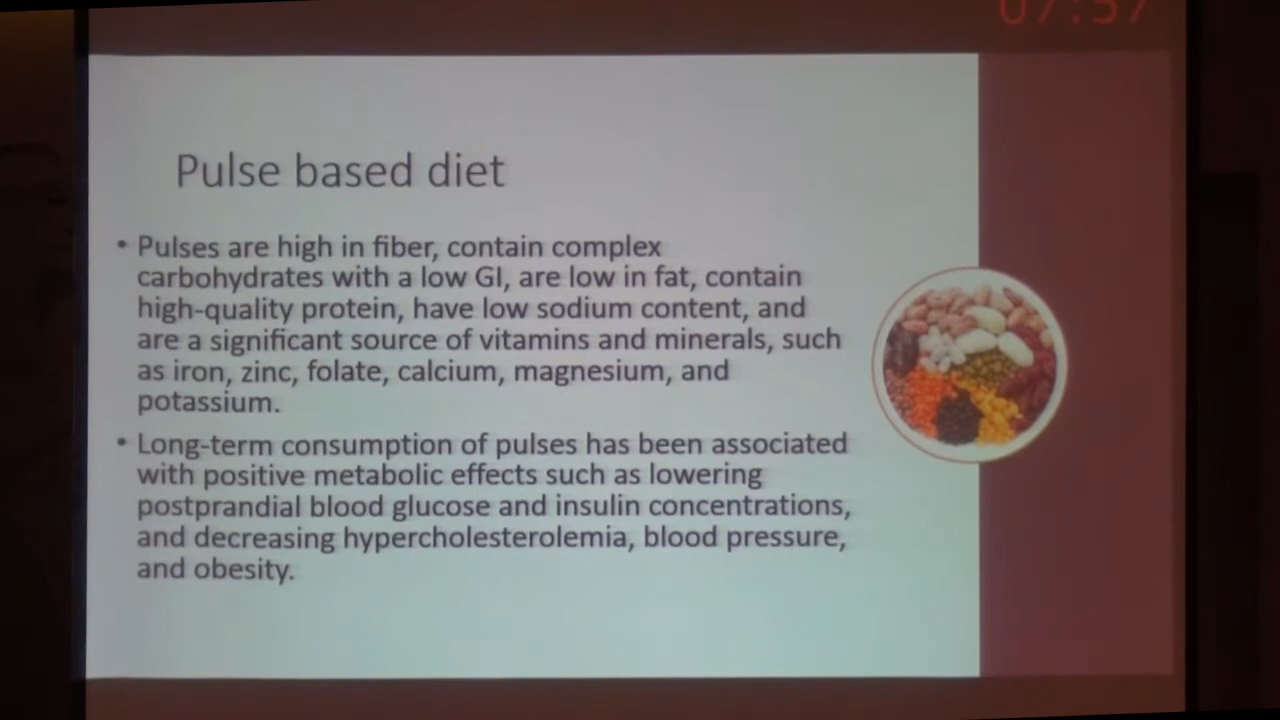 07:57
Pulse based diet
• Pulses are high in fiber, contain complex
carbohydrates with a low GI, are low in fat, contain
high-quality protein, have low sodium content, and
are a significant source of vitamins and minerals, such
as iron, zinc, folate, calcium, magnesium, and
potassium.
• Long-term consumption of pulses has been associated
with positive metabolic effects such as lowering
postprandial blood glucose and insulin concentrations,
and decreasing hypercholesterolemia, blood pressure,
and obesity.